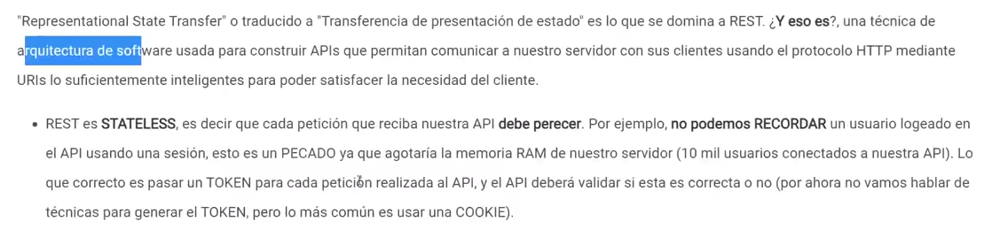 "Representational State Transfer" o traducido a "Transferencia de presentación de estado" es lo que se domina a REST. ¿Y eso es?, una técnica de
arquitectura de software usada para construir APIs que permitan comunicar a nuestro servidor con sus clientes usando el protocolo HTTP mediante
URIs lo suficientemente inteligentes para poder satisfacer la necesidad del cliente.
• REST es STATELESS, es decir que cada petición que reciba nuestra API debe perecer. Por ejemplo, no podemos RECORDAR un usuario logeado en
el API usando una sesión, esto es un PECADO ya que agotaría la memoria RAM de nuestro servidor (10 mil usuarios conectados a nuestra API). Lo
que correcto es pasar un TOKEN para cada petición realizada al API, y el API deberá validar si esta es correcta o no (por ahora no vamos hablar de
técnicas para generar el TOKEN, pero lo más común es usar una COOKIE).